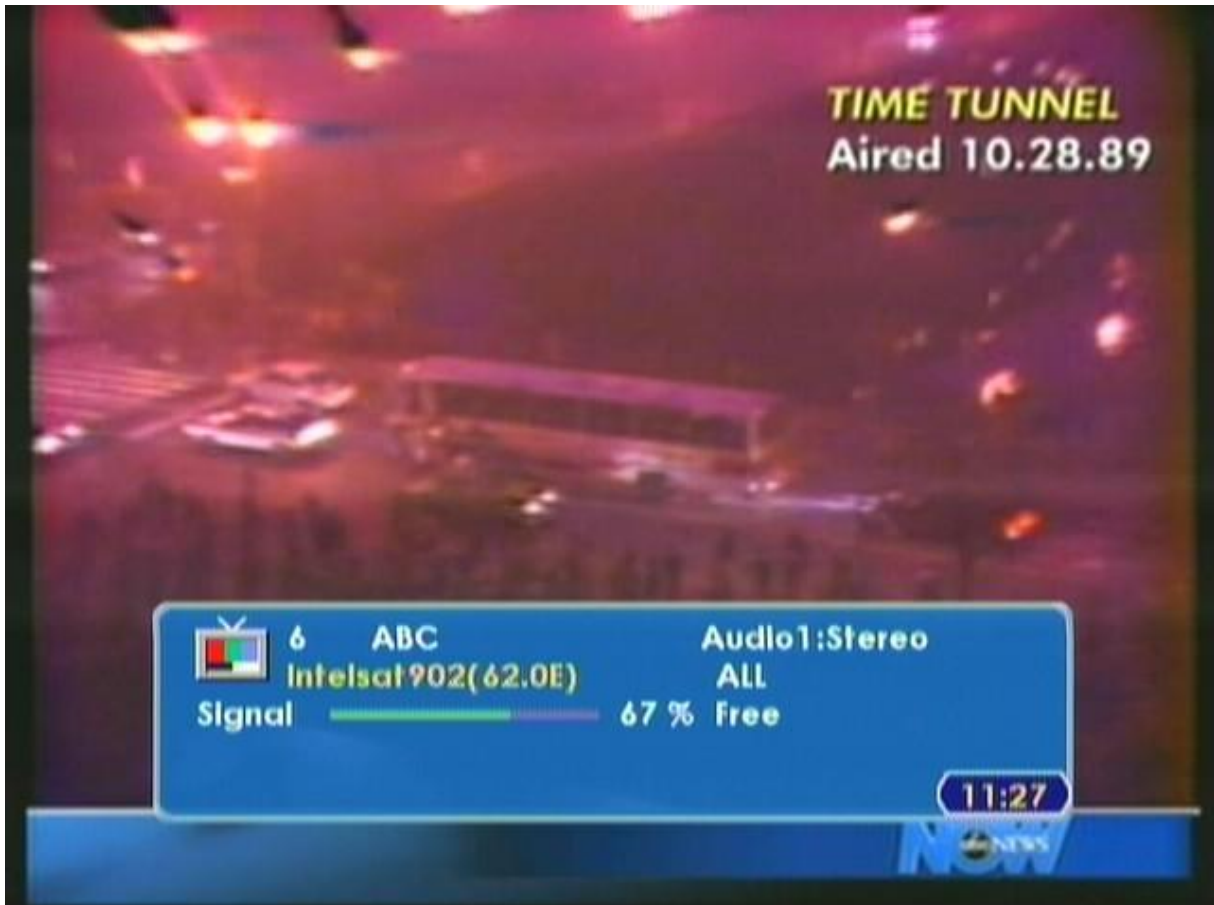 TIME TUNNEL
Aired 10.28.89
6 ABC Audio1:Stereo
Intelsat902(62.0E) ALL
Signal 67 % Free
11:27
NOW
abc NEWS